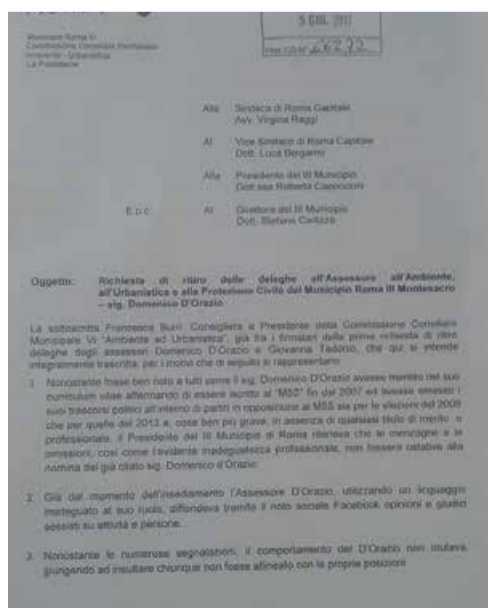 5 GIU. 2017
Municipio Roma III
Commissione Consiliare Permanente
Ambiente - Urbanistica
La Presidente
Alla Sindaca di Roma Capitale
Avv. Virginia Raggi
Al Vice Sindaco di Roma Capitale
Dott. Luca Bergamo
Alla Presidente del III Municipio
Dott.ssa Roberta Capoccioni
E p.c. Al Direttore del III Municipio
Dott. Stefano
Oggetto: Richiesta di ritiro delle deleghe all'Assessore all'Ambiente,
all'Urbanistica e alla Protezione Civile del Municipio Roma III Montesacro
– sig. Domenico D'Orazio
La sottoscritta Francesca Burri, Consigliera e Presidente della Commissione Consiliare
Municipale VI "Ambiente ed Urbanistica", già fra i firmatari della prima richiesta di ritiro
deleghe degli assessori Domenico D'Orazio e Giovanna Tadonio, che qui si intende
integralmente trascritta, per i motivi che di seguito si rappresentano
1. Nonostante fosse ben noto a tutti come il sig. Domenico D'Orazio avesse mentito nel suo
curriculum vitae affermando di essere iscritto al "M5S" fin dal 2007 ed avesse omesso i
suoi trascorsi politici all'interno di partiti in opposizione al M5S sia per le elezioni del 2008
che per quelle del 2013 e, cosa ben più grave, in assenza di qualsiasi titolo di merito o
professionale, il Presidente del III Municipio di Roma riteneva che le menzogne e le
omissioni, così come l'evidente inadeguatezza professionale, non fossero ostative alla
nomina del già citato sig. Domenico D'Orazio.
2. Già dal momento dell'insediamento l'Assessore D'Orazio, utilizzando un linguaggio
inadeguato al suo ruolo, diffondeva tramite il noto sociale Facebook opinioni e giudizi
sessisti su attività e persone.
3. Nonostante le numerose segnalazioni, il comportamento del D'Orazio non mutava,
giungendo ad insultare chiunque non fosse allineato con le proprie posizioni